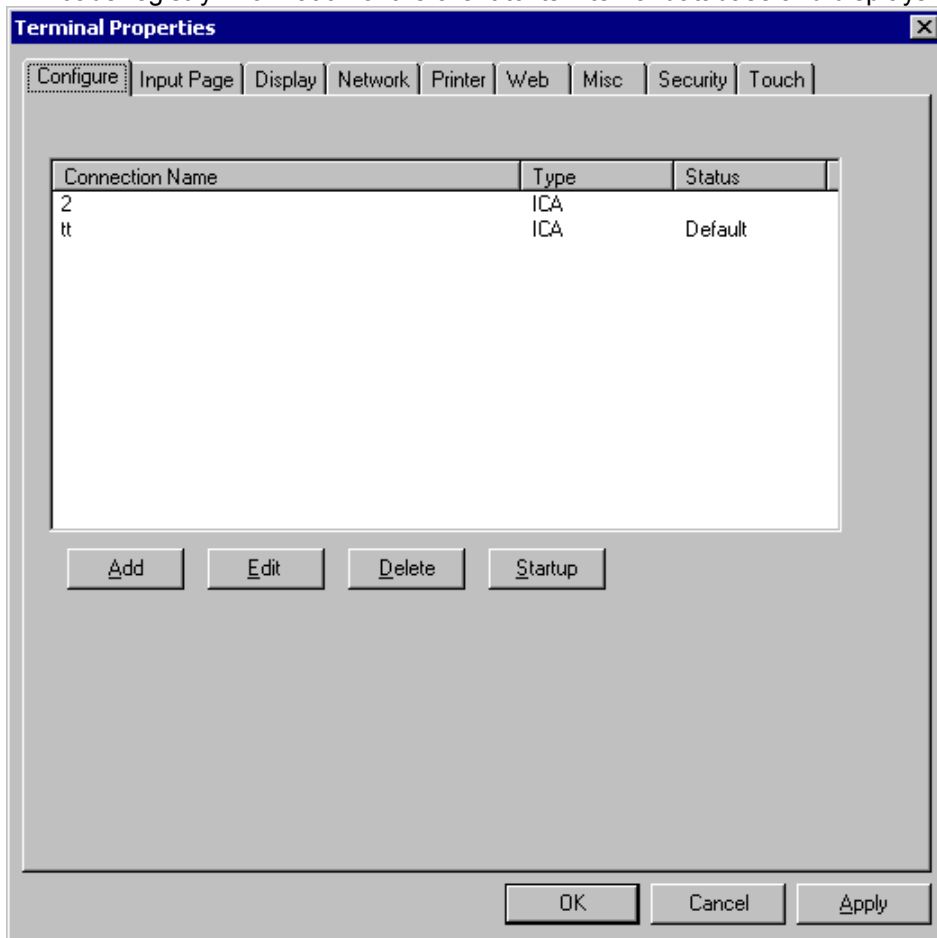 Terminal Properties
Configure Input Page Display Network Printer Web Misc Security Touch
Connection Name Type Status
2 ICA
tt ICA Default
Add Edit Delete Startup
OK Cancel Apply